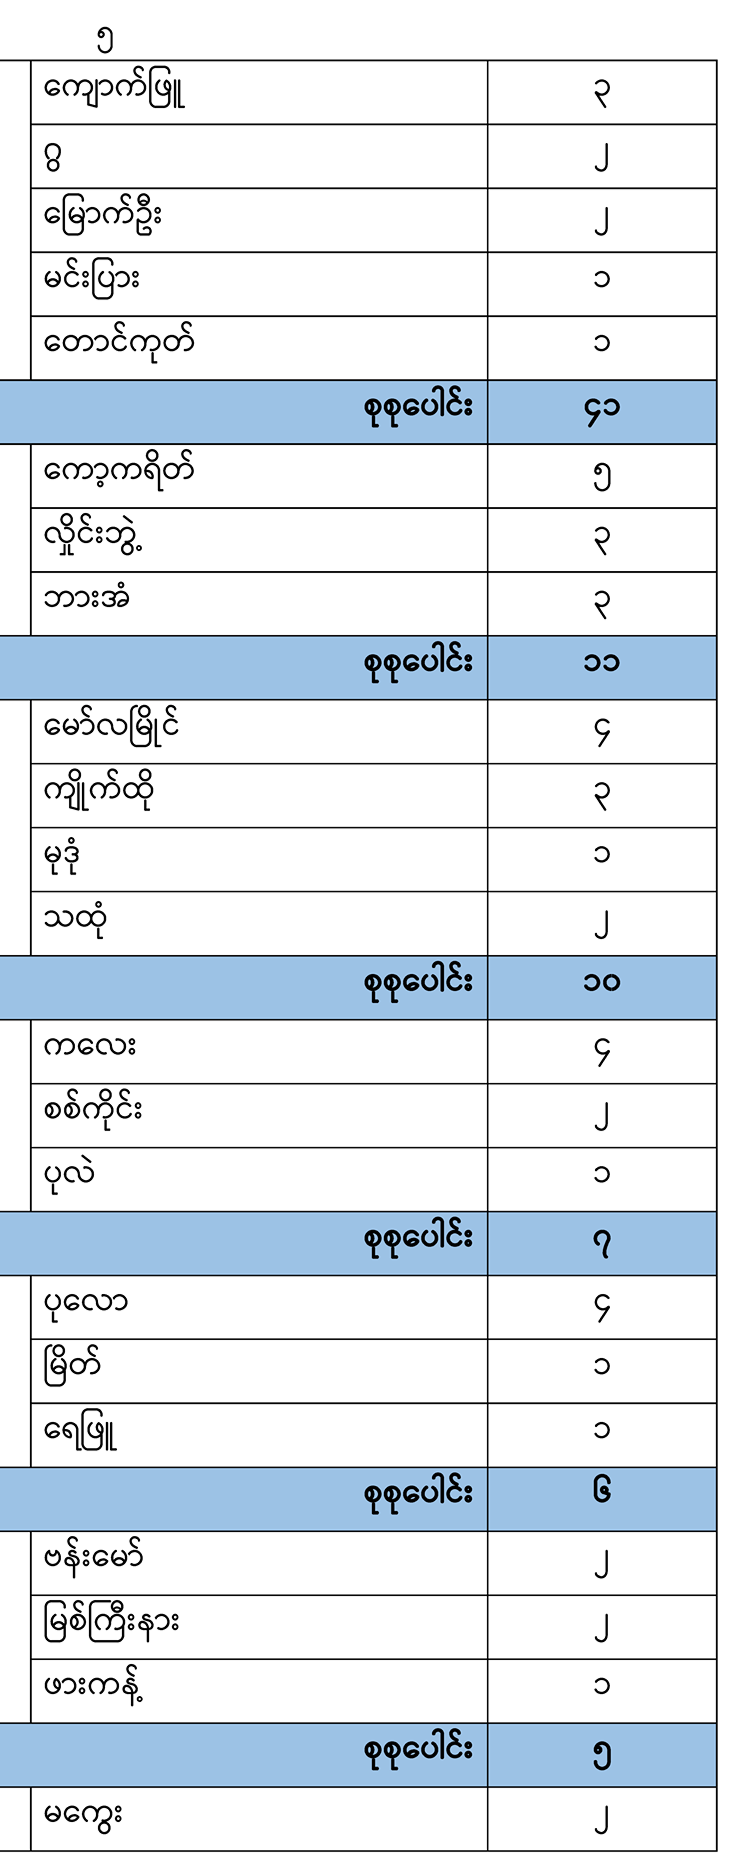 ၅
ကျောက်ဖြူ ၃
ဂွ ၂
မြောက်ဦး ၂
မင်းပြား ၁
တောင်ကုတ် ၁
စုစုပေါင်း ၄၁
ကော့ကရိတ် ၅
လှိုင်းဘွဲ့ ၃
ဘားအံ ၃
စုစုပေါင်း ၁၁
မော်လမြိုင် ၄
ကျိုက်ထို ၃
မုဒုံ ၁
သထုံ ၂
စုစုပေါင်း ၁၀
ကလေး ၄
စစ်ကိုင်း ၂
ပုလဲ ၁
စုစုပေါင်း ၇
ပုလော ၄
မြိတ် ၁
ရေဖြူ ၁
စုစုပေါင်း ၆
ဗန်းမော် ၂
မြစ်ကြီးနား ၂
ဖားကန့် ၁
စုစုပေါင်း ၅
မကွေး ၂